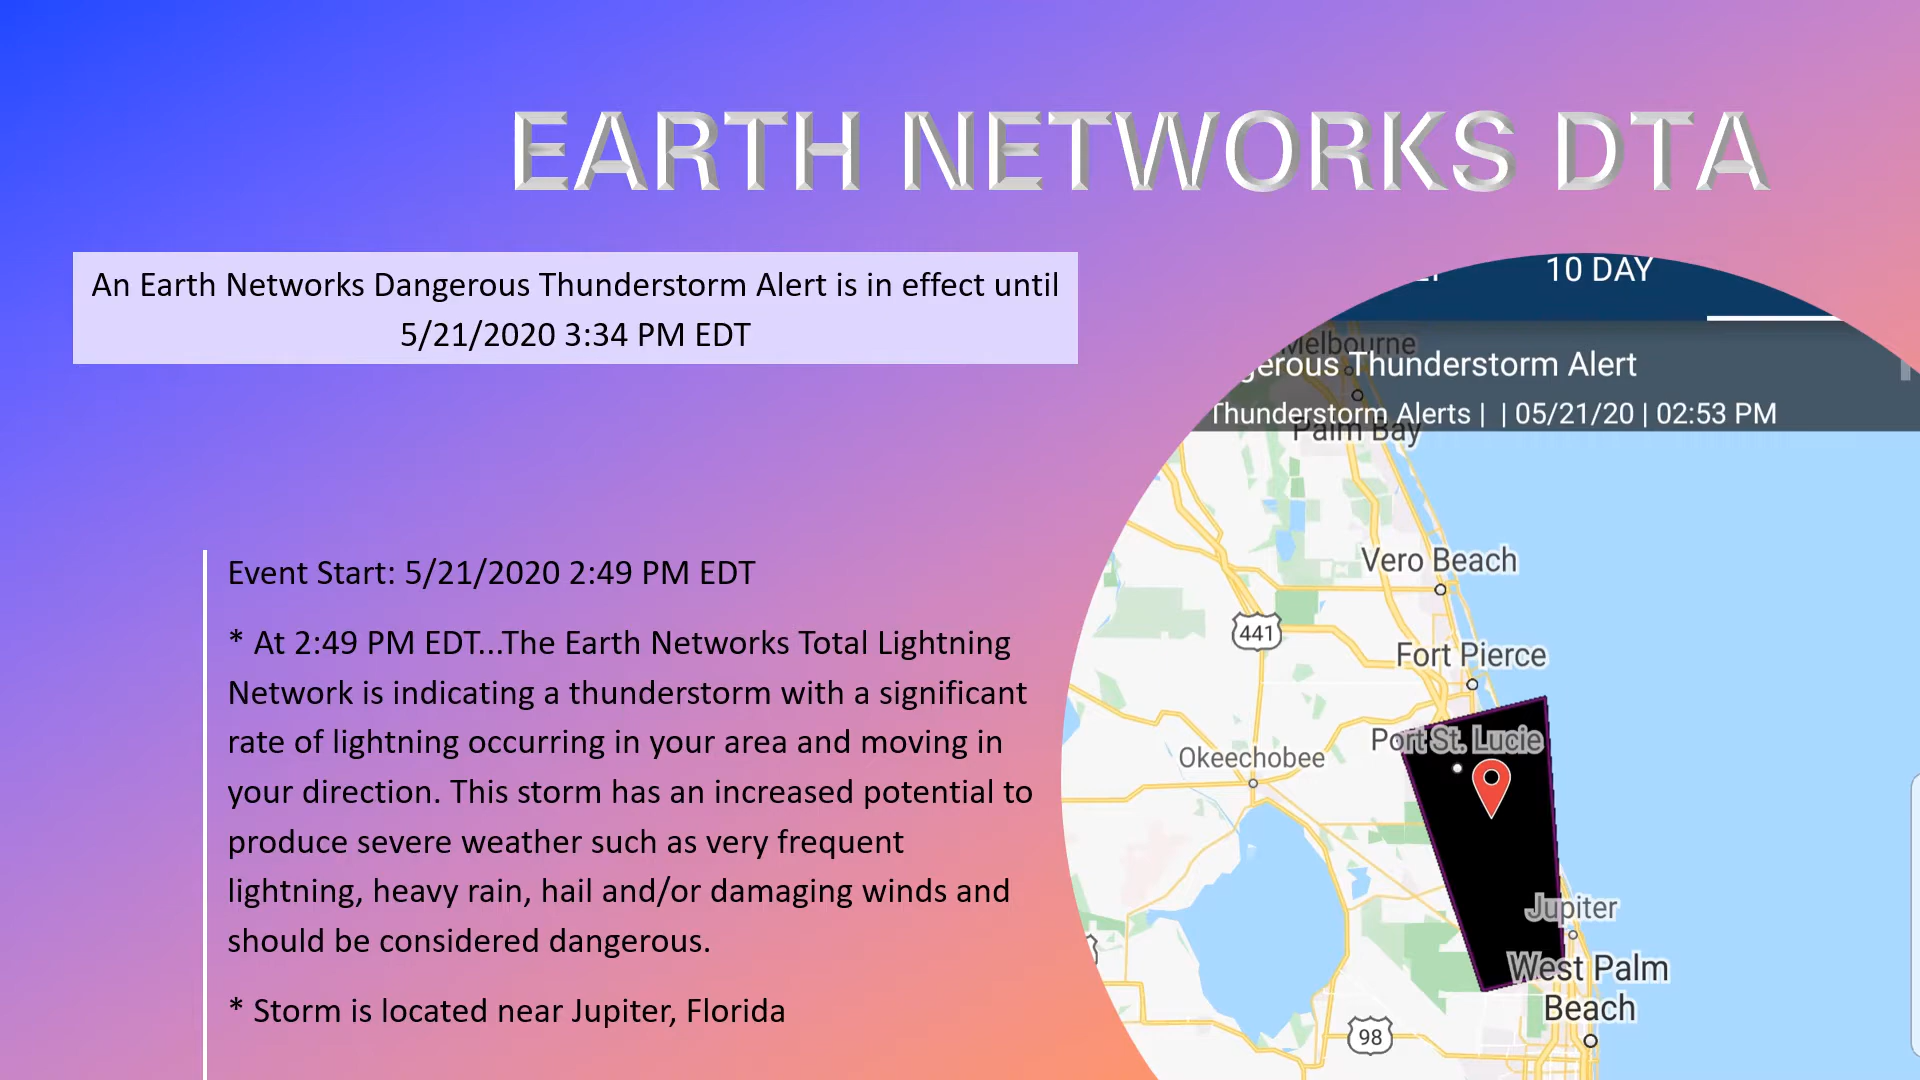 EARTH NETWORKS DTA
An Earth Networks Dangerous Thunderstorm Alert is in effect until
5/21/2020 3:34 PM EDT
Event Start: 5/21/2020 2:49 PM EDT
* At 2:49 PM EDT...The Earth Networks Total Lightning
Network is indicating a thunderstorm with a significant
rate of lightning occurring in your area and moving in
your direction. This storm has an increased potential to
produce severe weather such as very frequent
lightning, heavy rain, hail and/or damaging winds and
should be considered dangerous.
* Storm is located near Jupiter, Florida
10 DAY
Melbourne
gerous Thunderstorm Alert
Thunderstorm Alerts | | 05/21/20 | 02:53 PM
Palm Bay
Vero Beach
441
Fort Pierce
Port St. Lucie
Okeechobee
Jupiter
West Palm
Beach
98